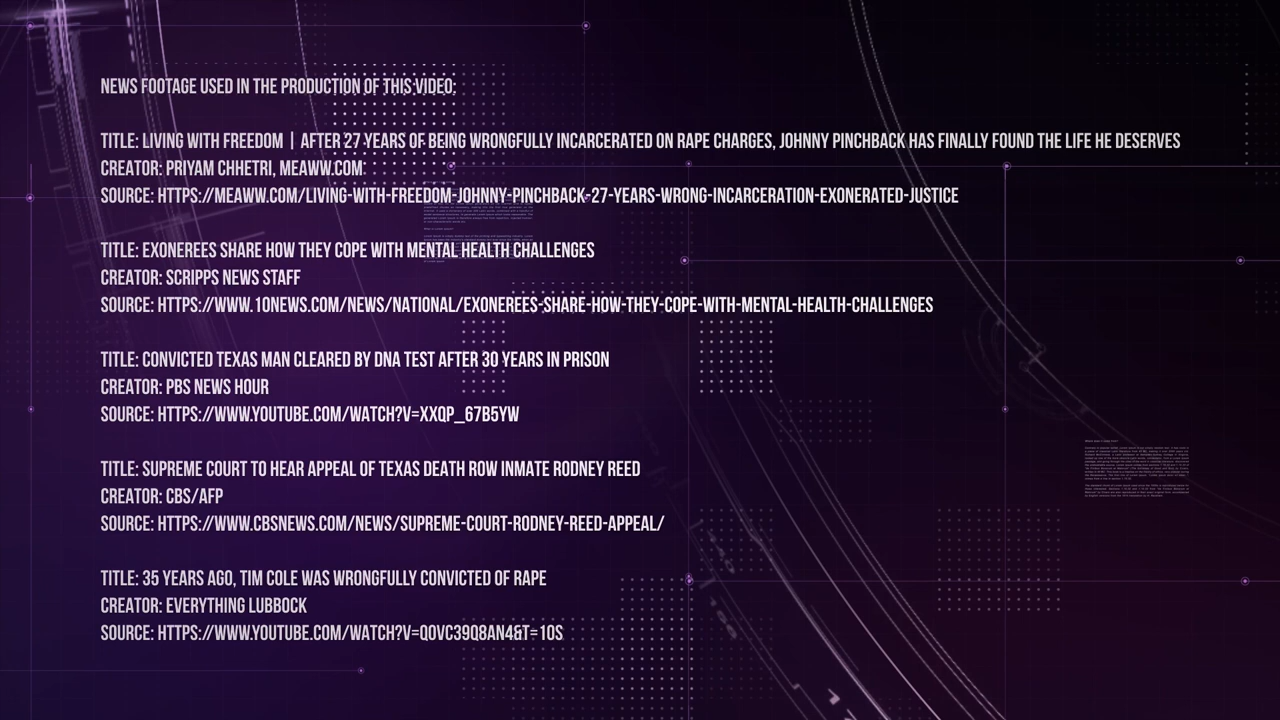 NEWS FOOTAGE USED IN THE PRODUCTION OF THIS VIDEO:
TITLE: LIVING WITH FREEDOM | AFTER 27 YEARS OF BEING WRONGFULLY INCARCERATED ON RAPE CHARGES, JOHNNY PINCHBACK HAS FINALLY FOUND THE LIFE HE DESERVES
CREATOR: PRIYAM CHHETRI, MEAWW.COM
SOURCE: HTTPS://MEAWW.COM/LIVING-WITH-FREEDOM-JOHNNY-PINCHBACK-27-YEARS-WRONG-INCARCERATION-EXONERATED-JUSTICE
TITLE: EXONEREES SHARE HOW THEY COPE WITH MENTAL HEALTH CHALLENGES
CREATOR: SCRIPPS NEWS STAFF
SOURCE: HTTPS://WWW.10NEWS.COM/NEWS/NATIONAL/EXONEREES-SHARE-HOW-THEY-COPE-WITH-MENTAL-HEALTH-CHALLENGES
TITLE: CONVICTED TEXAS MAN CLEARED BY DNA TEST AFTER 30 YEARS IN PRISON
CREATOR: PBS NEWS HOUR
SOURCE: HTTPS://WWW.YOUTUBE.COM/WATCH?V=XXQP_67B5YW
TITLE: SUPREME COURT TO HEAR APPEAL OF TEXAS DEATH ROW INMATE RODNEY REED
CREATOR: CBS/AFP
SOURCE: HTTPS://WWW.CBSNEWS.COM/NEWS/SUPREME-COURT-RODNEY-REED-APPEAL/
TITLE: 35 YEARS AGO, TIM COLE WAS WRONGFULLY CONVICTED OF RAPE
CREATOR: EVERYTHING LUBBOCK
SOURCE: HTTPS://WWW.YOUTUBE.COM/WATCH?V=QOVC39Q8AN4&T=10S